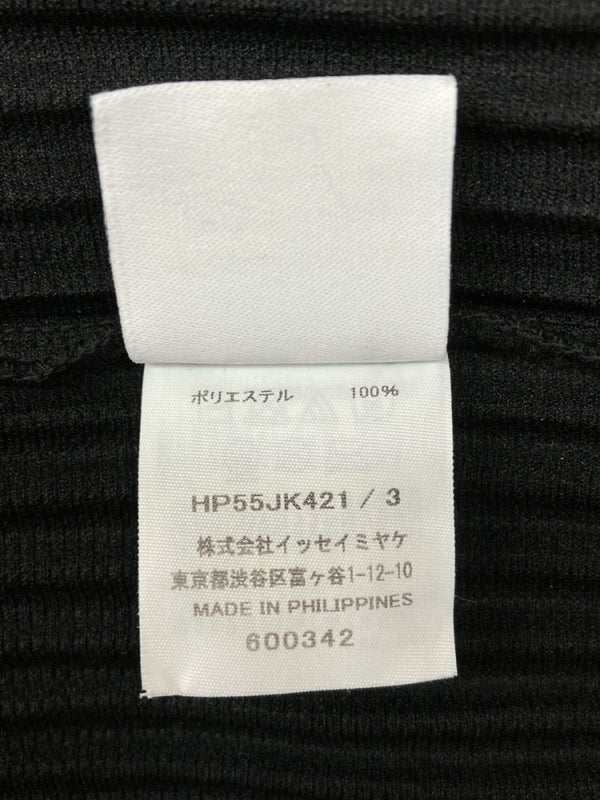 ポリエステル 100%
HP55JK421 / 3
株式会社イッセイミヤケ
東京都渋谷区富ヶ谷1-12-10
MADE IN PHILIPPINES
600342